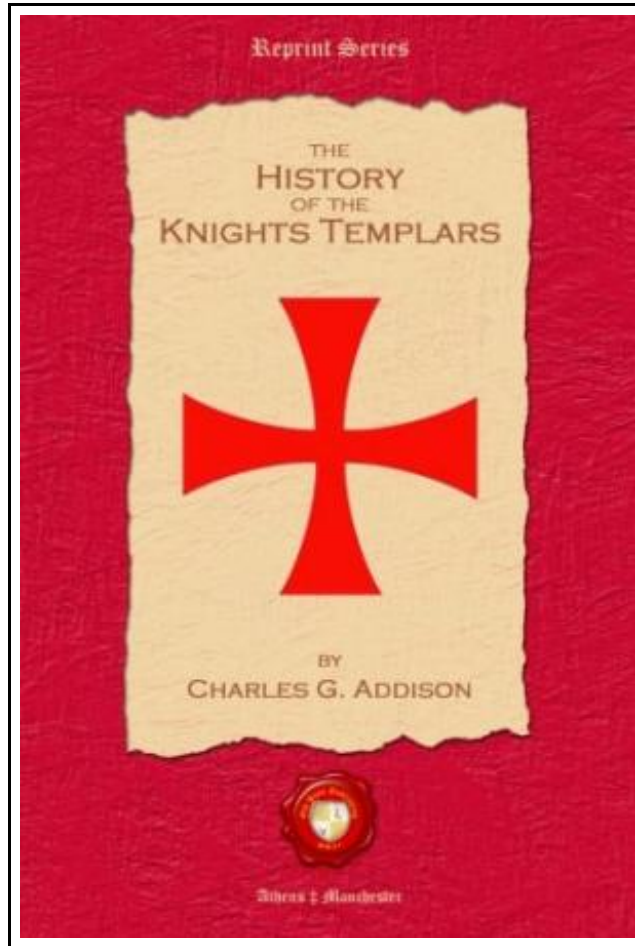 Reprint Series
THE
HISTORY
OF THE
KNIGHTS TEMPLARS
BY
CHARLES G. ADDISON
Athens ‡ Manchester